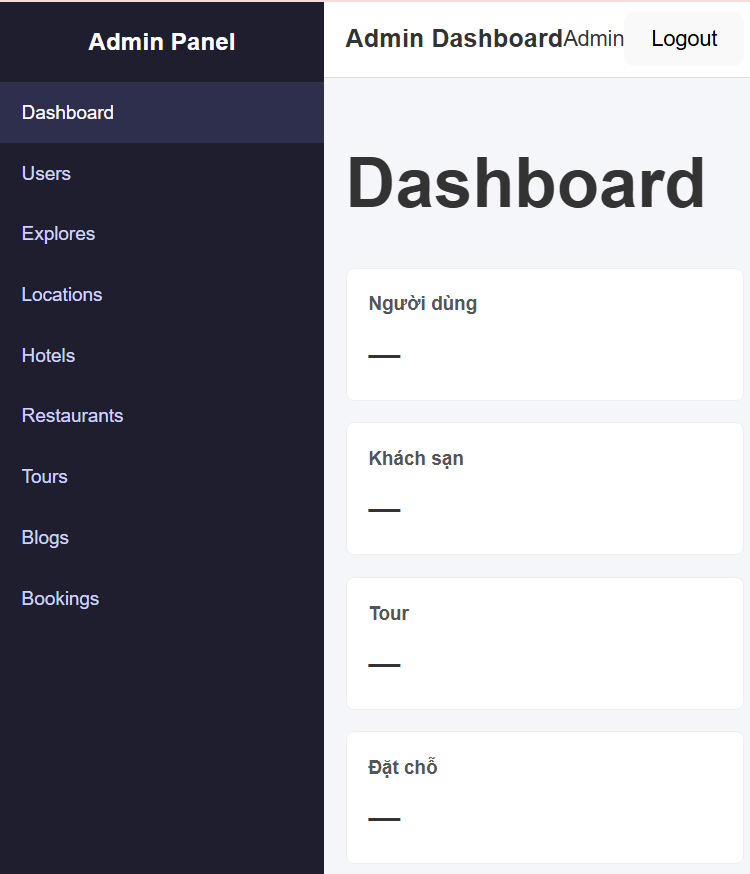 Admin Panel
Dashboard
Users
Explores
Locations
Hotels
Restaurants
Tours
Blogs
Bookings
Admin Dashboard Admin Logout
Dashboard
Người dùng
—
Khách sạn
—
Tour
—
Đặt chỗ
—